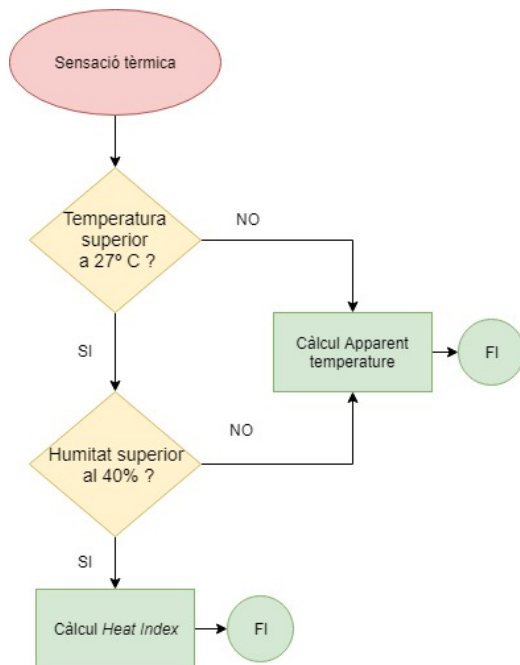 Sensació tèrmica
Temperatura
superior
a 27º C ?
NO
Càlcul Apparent
temperature
FI
SI
Humitat superior
al 40% ?
NO
SI
Càlcul Heat Index
FI